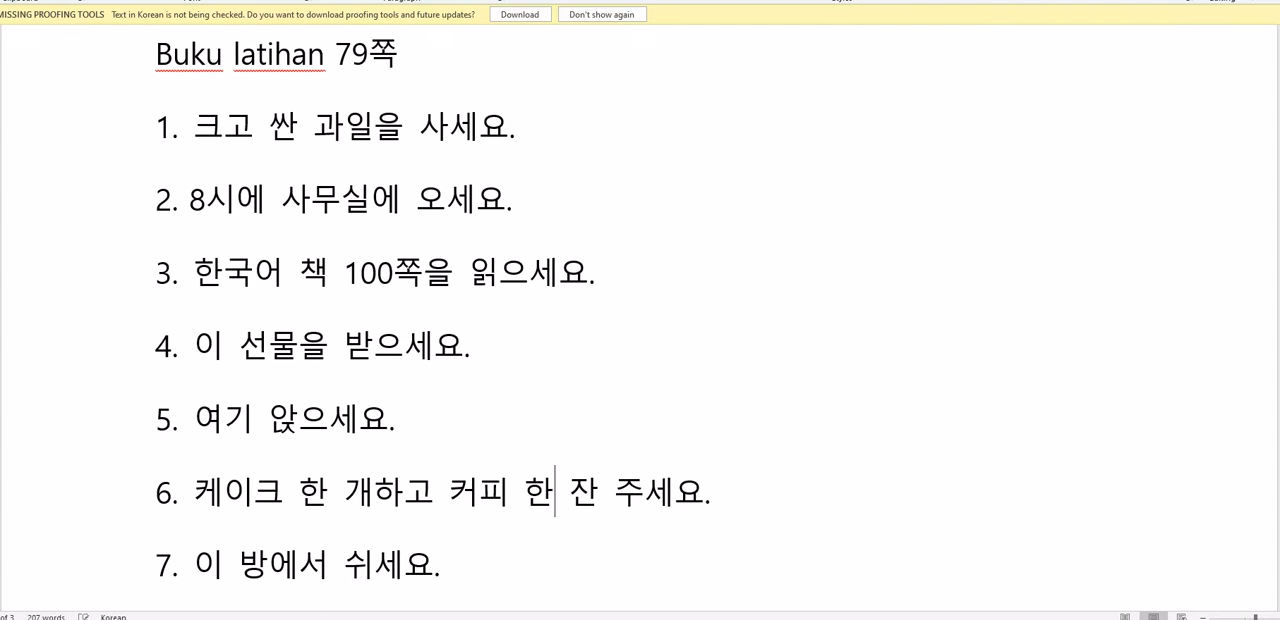 MISSING PROOFING TOOLS Text in Korean is not being checked. Do you want to download proofing tools and future updates? Download Don't show again
Buku latihan 79쪽
1. 크고 싼 과일을 사세요.
2. 8시에 사무실에 오세요.
3. 한국어 책 100쪽을 읽으세요.
4. 이 선물을 받으세요.
5. 여기 앉으세요.
6. 케이크 한 개하고 커피 한 잔 주세요.
7. 이 방에서 쉬세요.
of 3 207 words Korean